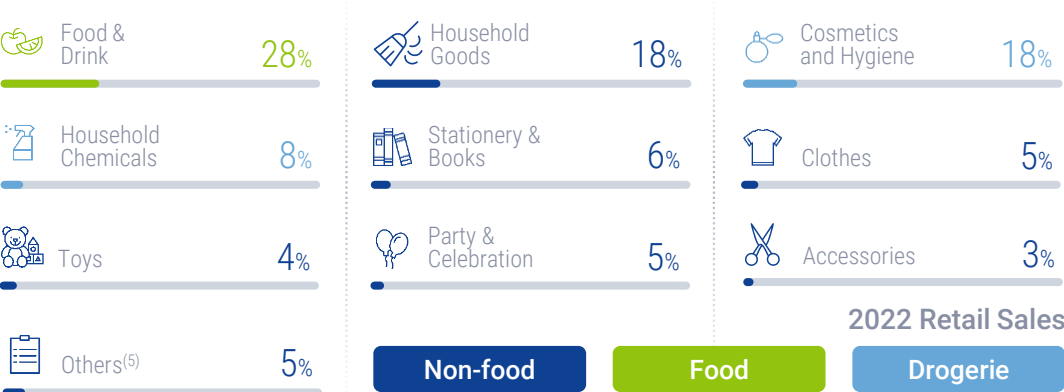 Food &
Drink
28%
Household
Goods
18%
Cosmetics
and Hygiene
18%
Household
Chemicals
8%
Stationery &
Books
6%
Clothes
5%
Toys
4%
Party &
Celebration
5%
Accessories
3%
2022 Retail Sales
Others(5)
5%
Non-food
Food
Drogerie